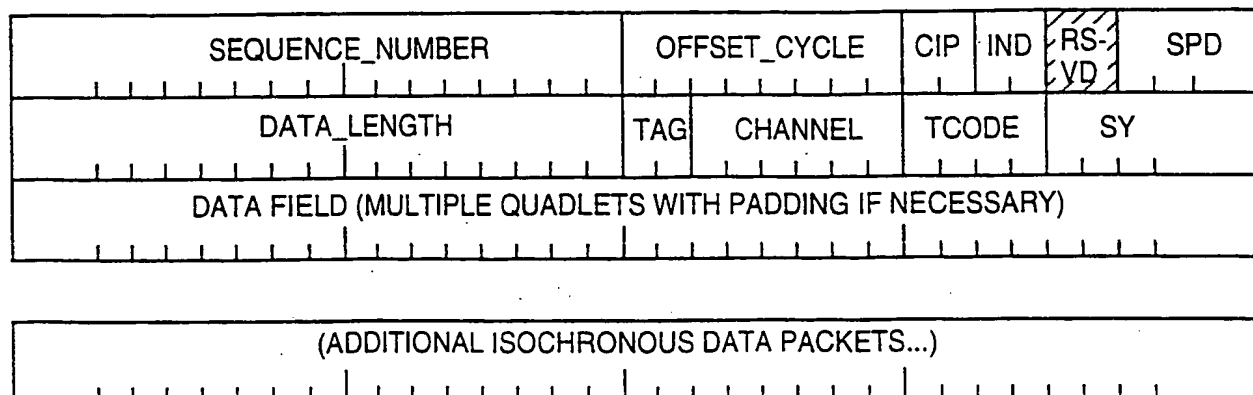 SEQUENCE_NUMBER OFFSET_CYCLE CIP IND RS-VD SPD
DATA_LENGTH TAG CHANNEL TCODE SY
DATA FIELD (MULTIPLE QUADLETS WITH PADDING IF NECESSARY)
(ADDITIONAL ISOCHRONOUS DATA PACKETS...)